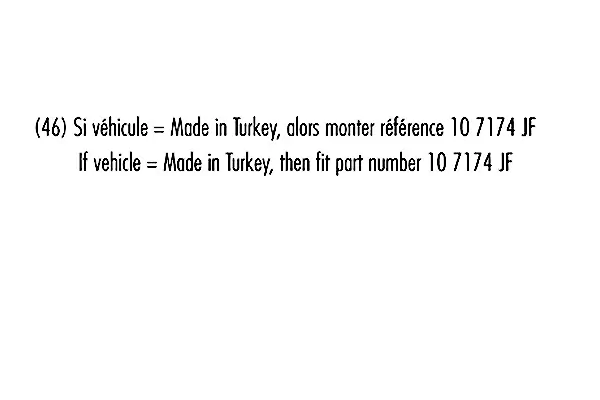 (46) Si véhicule = Made in Turkey, alors monter référence 10 7174 JF
If vehicle = Made in Turkey, then fit part number 10 7174 JF